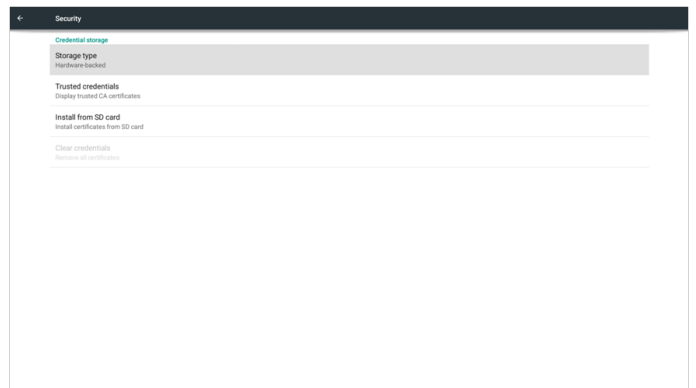 Security
Credential storage
Storage type
Hardware-backed
Trusted credentials
Display trusted CA certificates
Install from SD card
Install certificates from SD card
Clear credentials
Remove all certificates